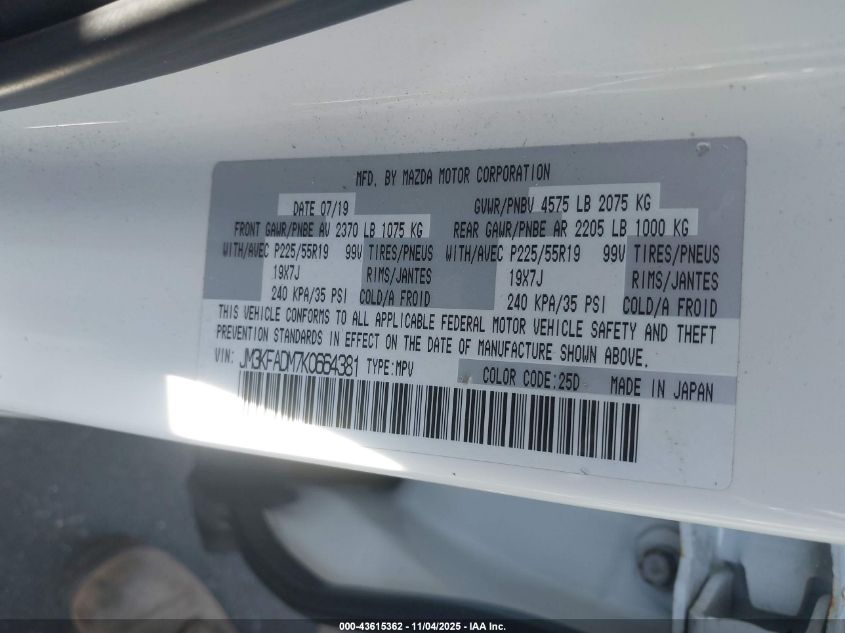 MFD. BY MAZDA MOTOR CORPORATION
DATE 07/19 GVWR/PNBV 4575 LB 2075 KG
FRONT GAWR/PNBE AV 2370 LB 1075 KG REAR GAWR/PNBE AR 2205 LB 1000 KG
WITH/AVEC P225/55R19 99V TIRES/PNEUS WITH/AVEC P225/55R19 99V TIRES/PNEUS
19X7J RIMS/JANTES 19X7J RIMS/JANTES
240 KPA/35 PSI COLD/A FROID 240 KPA/35 PSI COLD/A FROID
THIS VEHICLE CONFORMS TO ALL APPLICABLE FEDERAL MOTOR VEHICLE SAFETY AND THEFT
PREVENTION STANDARDS IN EFFECT ON THE DATE OF MANUFACTURE SHOWN ABOVE.
VIN: JM3KFADM7K0654381 TYPE:MPV COLOR CODE:25D MADE IN JAPAN
000-43615362 - 11/04/2025 - IAA Inc.